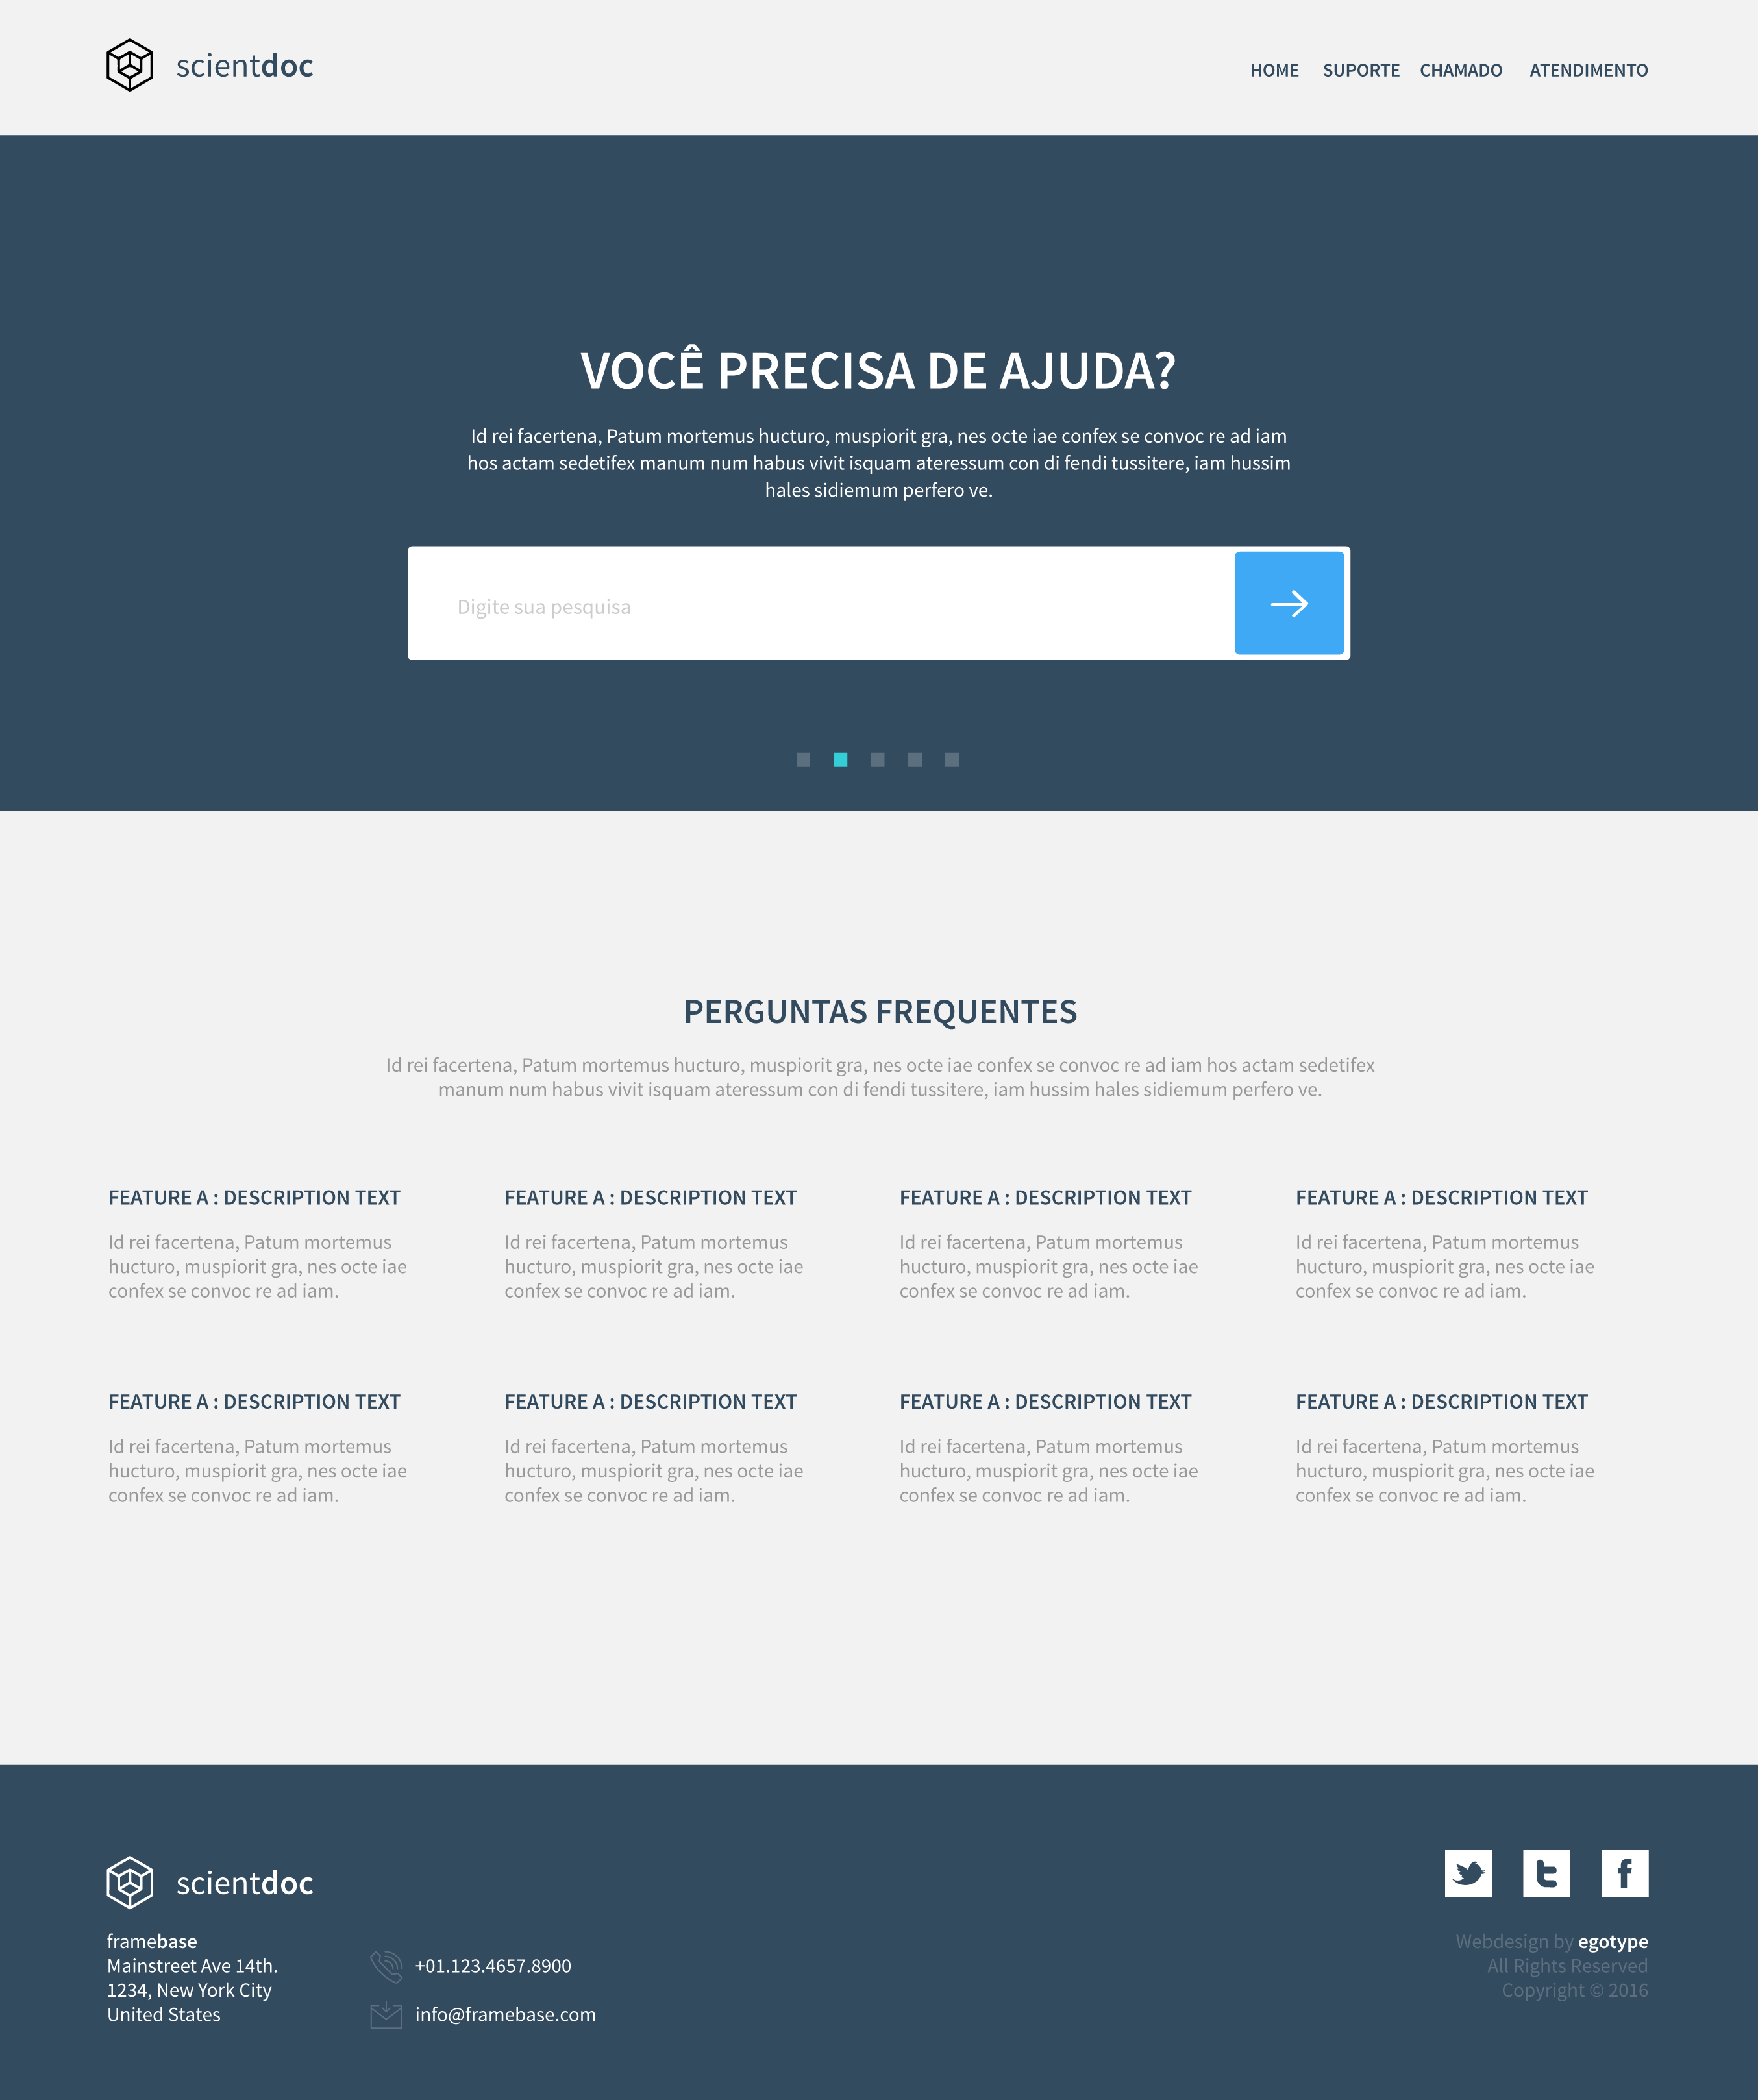 scientdoc
HOME SUPORTE CHAMADO ATENDIMENTO
VOCÊ PRECISA DE AJUDA?
Id rei facertena, Patum mortemus hucturo, muspiorit gra, nes octe iae confex se convoc re ad iam
hos actam sedetifex manum num habus vivit isquam ateressum con di fendi tussitere, iam hussim
hales sidiemum perfero ve.
Digite sua pesquisa
PERGUNTAS FREQUENTES
Id rei facertena, Patum mortemus hucturo, muspiorit gra, nes octe iae confex se convoc re ad iam hos actam sedetifex
manum num habus vivit isquam ateressum con di fendi tussitere, iam hussim hales sidiemum perfero ve.
FEATURE A : DESCRIPTION TEXT
Id rei facertena, Patum mortemus
hucturo, muspiorit gra, nes octe iae
confex se convoc re ad iam.
FEATURE A : DESCRIPTION TEXT
Id rei facertena, Patum mortemus
hucturo, muspiorit gra, nes octe iae
confex se convoc re ad iam.
FEATURE A : DESCRIPTION TEXT
Id rei facertena, Patum mortemus
hucturo, muspiorit gra, nes octe iae
confex se convoc re ad iam.
FEATURE A : DESCRIPTION TEXT
Id rei facertena, Patum mortemus
hucturo, muspiorit gra, nes octe iae
confex se convoc re ad iam.
FEATURE A : DESCRIPTION TEXT
Id rei facertena, Patum mortemus
hucturo, muspiorit gra, nes octe iae
confex se convoc re ad iam.
FEATURE A : DESCRIPTION TEXT
Id rei facertena, Patum mortemus
hucturo, muspiorit gra, nes octe iae
confex se convoc re ad iam.
FEATURE A : DESCRIPTION TEXT
Id rei facertena, Patum mortemus
hucturo, muspiorit gra, nes octe iae
confex se convoc re ad iam.
FEATURE A : DESCRIPTION TEXT
Id rei facertena, Patum mortemus
hucturo, muspiorit gra, nes octe iae
confex se convoc re ad iam.
scientdoc
framebase
Mainstreet Ave 14th.
1234, New York City
United States
+01.123.4657.8900
info@framebase.com
Webdesign by egotype
All Rights Reserved
Copyright © 2016